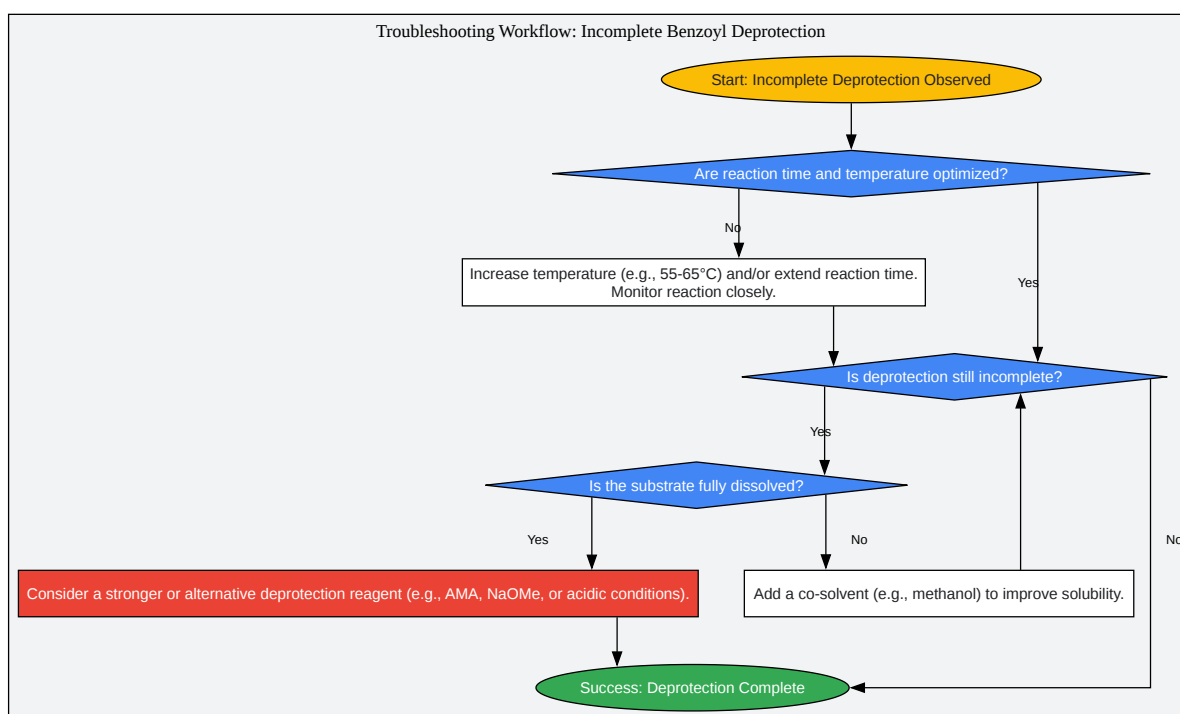 Troubleshooting Workflow: Incomplete Benzoyl Deprotection
Start: Incomplete Deprotection Observed
Are reaction time and temperature optimized?
No
Increase temperature (e.g., 55-65°C) and/or extend reaction time.
Monitor reaction closely.
Yes
Is deprotection still incomplete?
Yes
Is the substrate fully dissolved?
Yes
No
No
Consider a stronger or alternative deprotection reagent (e.g., AMA, NaOMe, or acidic conditions).
Add a co-solvent (e.g., methanol) to improve solubility.
Success: Deprotection Complete